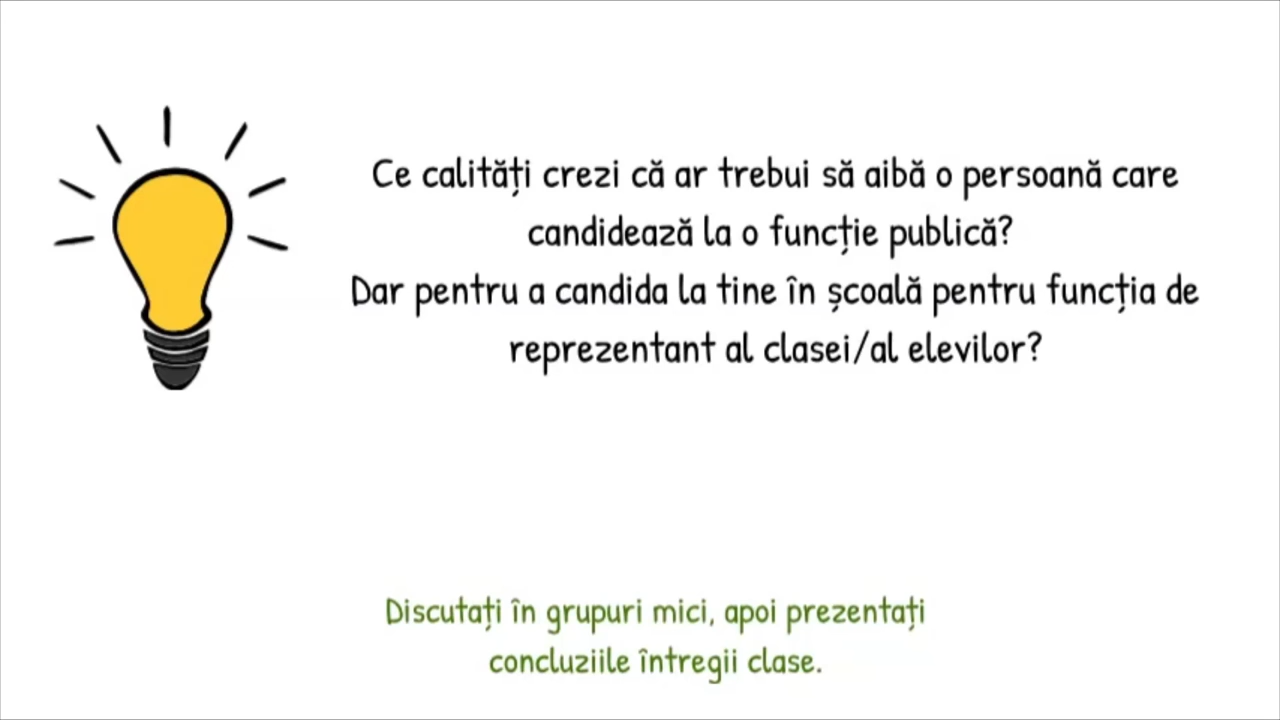 Ce calități crezi că ar trebui să aibă o persoană care
candidează la o funcție publică?
Dar pentru a candida la tine în școală pentru funcția de
reprezentant al clasei/al elevilor?
Discutați în grupuri mici, apoi prezentați
concluziile întregii clase.